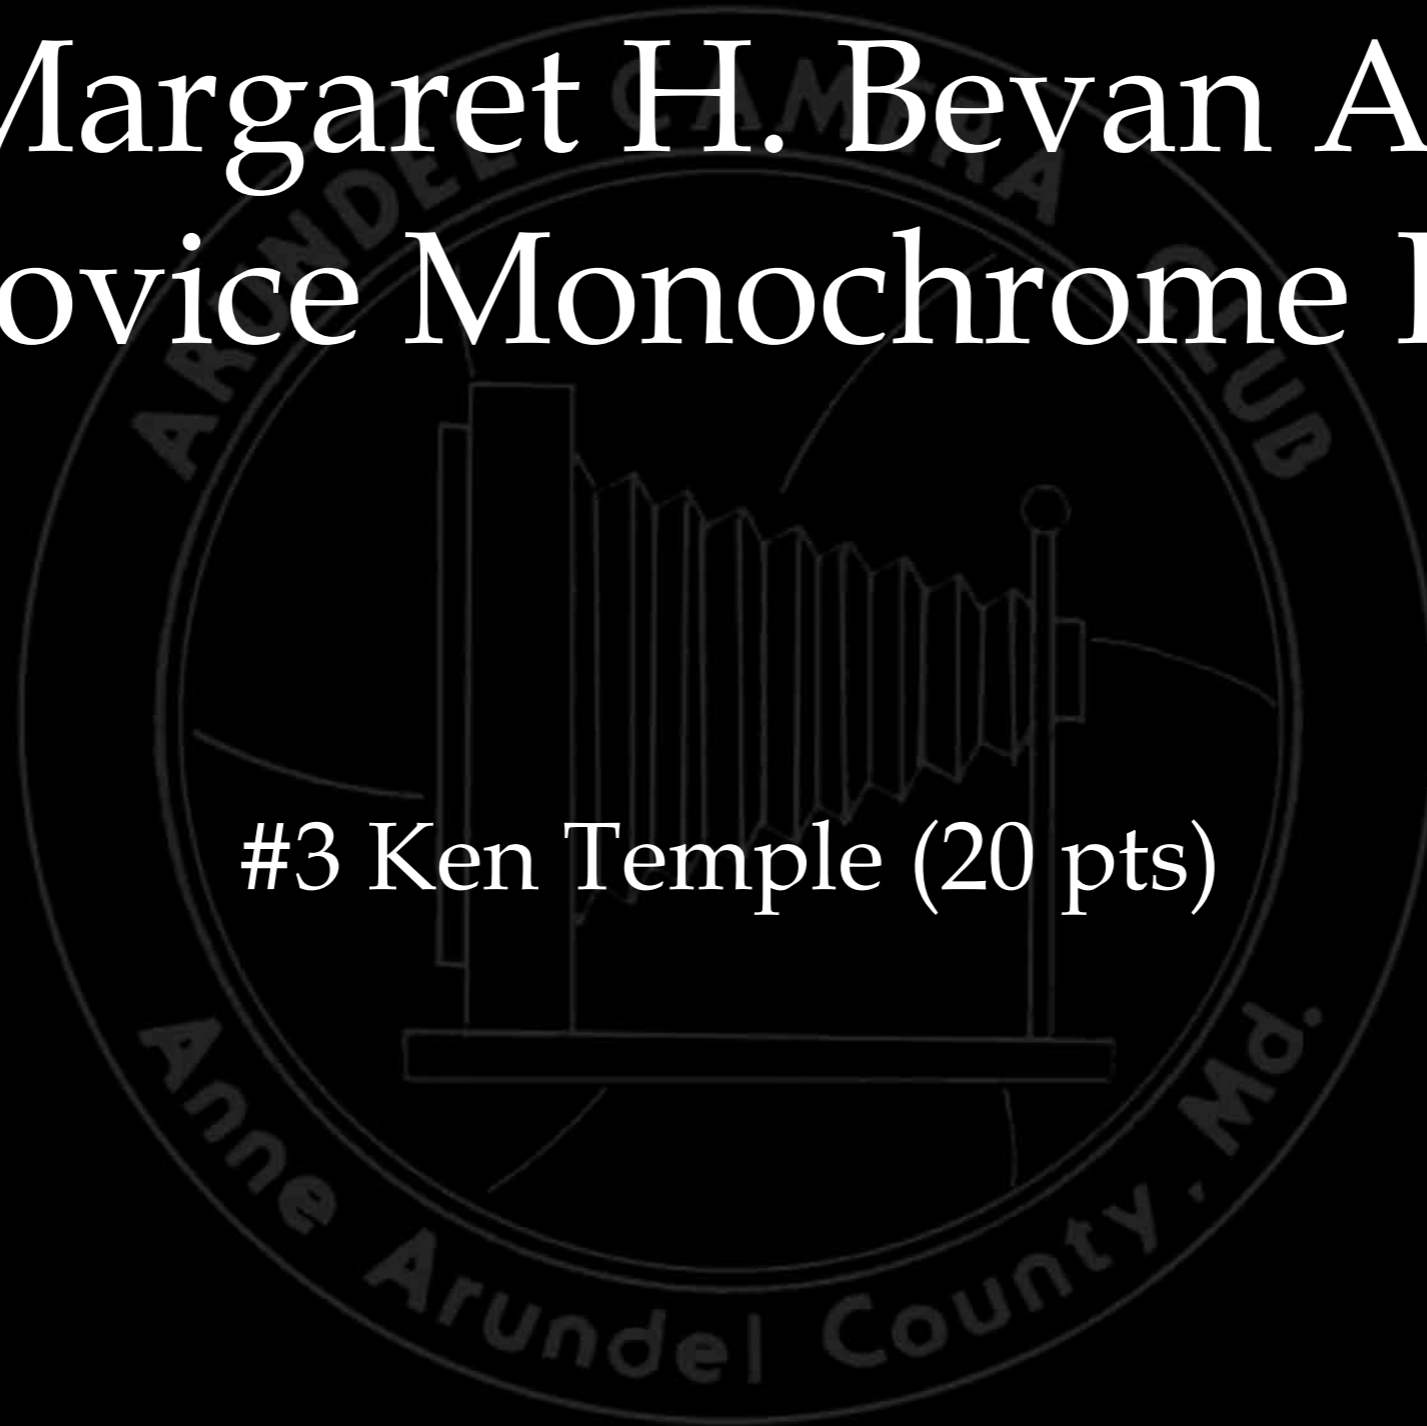 Margaret H. Bevan A
ovice Monochrome
#3 Ken Temple (20 pts)
ARUNDEL CAMERA CLUB
Anne Arundel County, Md.